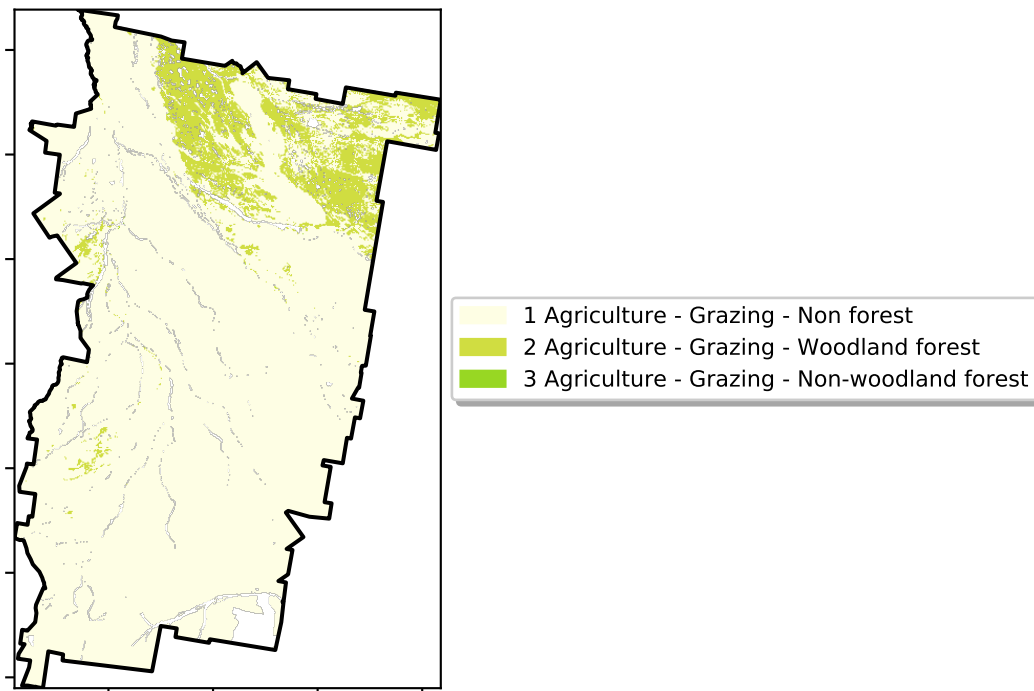 1 Agriculture - Grazing - Non forest
2 Agriculture - Grazing - Woodland forest
3 Agriculture - Grazing - Non-woodland forest